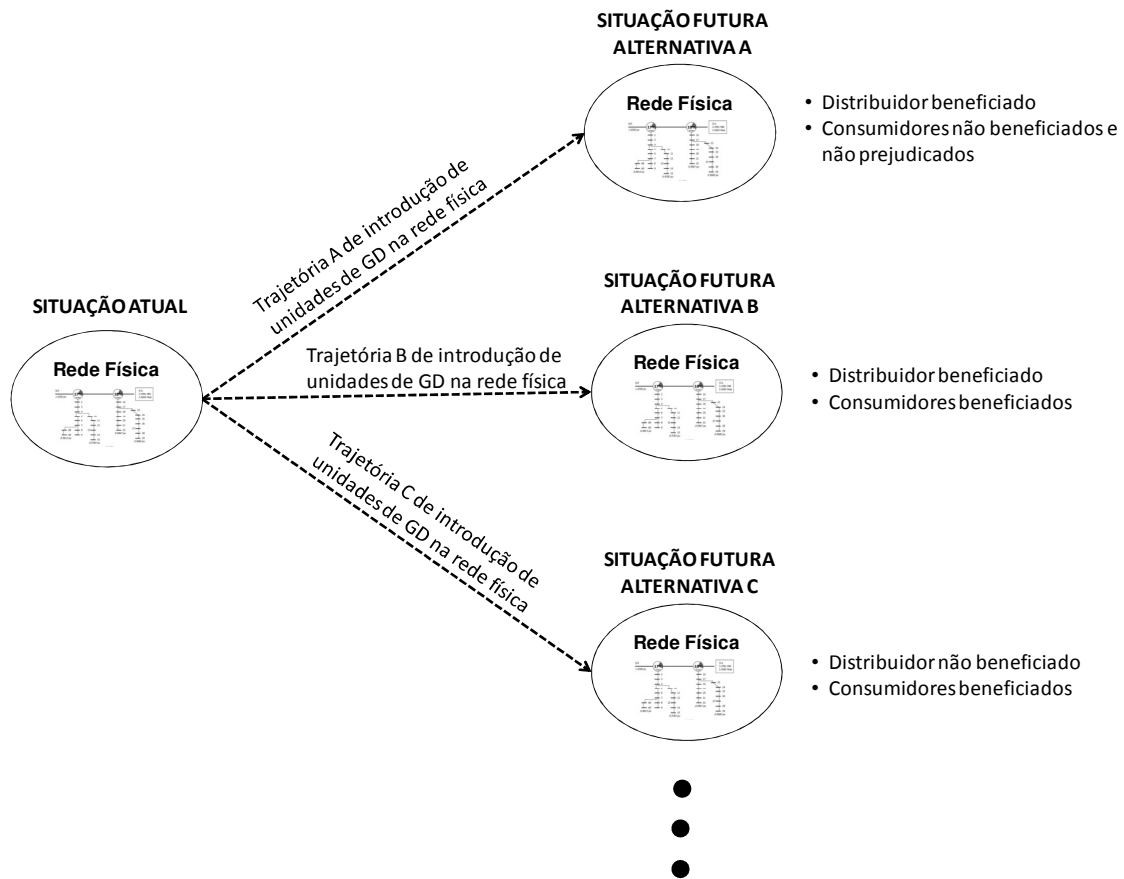 SITUAÇÃO FUTURA
ALTERNATIVA A
Rede Física
• Distribuidor beneficiado
• Consumidores não beneficiados e
não prejudicados
Trajetória A de introdução de
unidades de GD na rede física
SITUAÇÃO ATUAL
Rede Física
Trajetória B de introdução de
unidades de GD na rede física
SITUAÇÃO FUTURA
ALTERNATIVA B
Rede Física
• Distribuidor beneficiado
• Consumidores beneficiados
Trajetória C de introdução de
unidades de GD na rede física
SITUAÇÃO FUTURA
ALTERNATIVA C
Rede Física
• Distribuidor não beneficiado
• Consumidores beneficiados